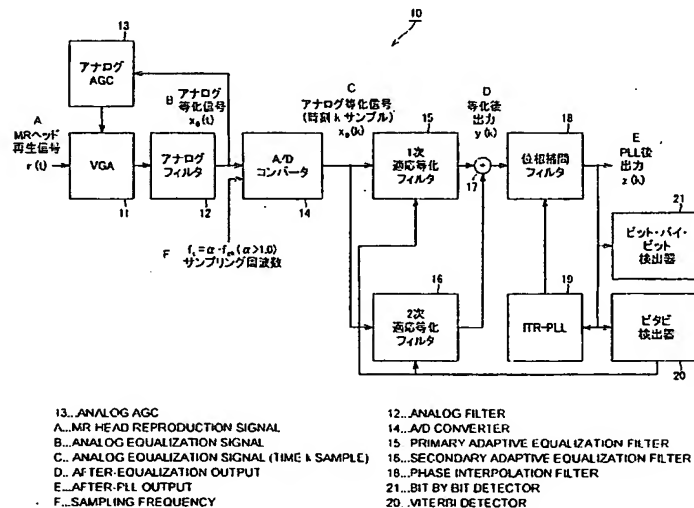 10
13
アナログ
AGC
A
MRヘッド
再生信号
r(t)
B アナログ
等化信号
x₀(t)
C
アナログ等化信号
(時刻 k サンプル)
x₀(k)
D
等化後
出力
y(k)
E
PLL後
出力
z(k)
VGA
11
アナログ
フィルタ
12
A/D
コンバータ
14
15
1次
適応等化
フィルタ
17
18
位相補間
フィルタ
21
ビット・バイ・
ビット
検出器
F
サンプリング周波数
16
2次
適応等化
フィルタ
19
ITR-PLL
ビタビ
検出器
20
13...ANALOG AGC
A...MR HEAD REPRODUCTION SIGNAL
B...ANALOG EQUALIZATION SIGNAL
C...ANALOG EQUALIZATION SIGNAL (TIME k SAMPLE)
D...AFTER-EQUALIZATION OUTPUT
E...AFTER-PLL OUTPUT
F...SAMPLING FREQUENCY
12...ANALOG FILTER
14...A/D CONVERTER
15...PRIMARY ADAPTIVE EQUALIZATION FILTER
16...SECONDARY ADAPTIVE EQUALIZATION FILTER
18...PHASE INTERPOLATION FILTER
21...BIT BY BIT DETECTOR
20...VITERBI DETECTOR